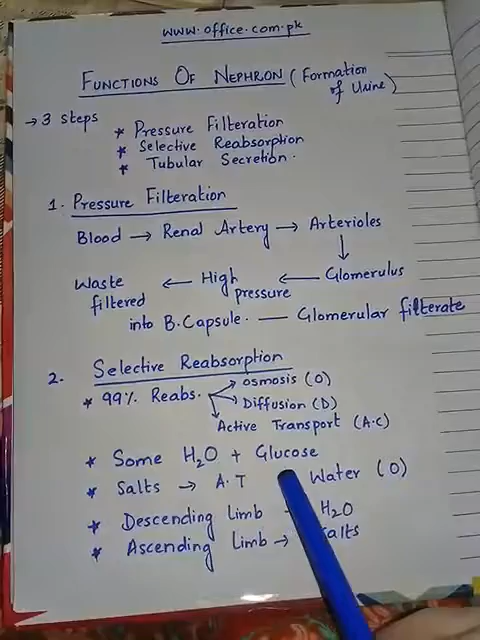 www.office.com.pk
FUNCTIONS OF NEPHRON (Formation of Urine)
→ 3 steps
* Pressure Filteration
* Selective Reabsorption
* Tubular Secretion.
1. Pressure Filteration
Blood → Renal Artery → Arterioles
↓
Waste filtered ← High pressure ← Glomerulus
into B.Capsule. — Glomerular filterate
2. Selective Reabsorption
* 99% Reabs. → osmosis (O)
→ Diffusion (D)
→ Active Transport (A.C)
* Some H₂O + Glucose
* Salts → A.T Water (O)
* Descending Limb H₂O
* Ascending Limb → alts